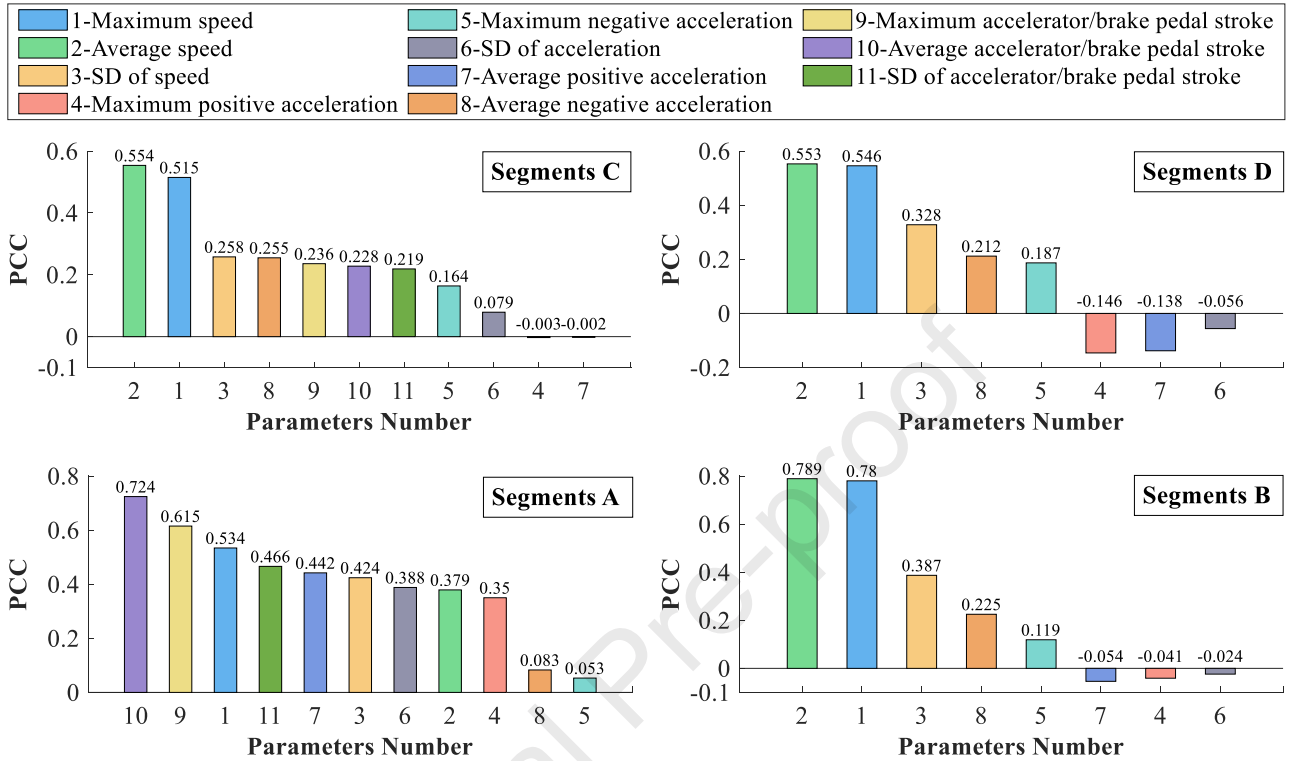 1-Maximum speed
2-Average speed
3-SD of speed
4-Maximum positive acceleration
5-Maximum negative acceleration
6-SD of acceleration
7-Average positive acceleration
8-Average negative acceleration
9-Maximum accelerator/brake pedal stroke
10-Average accelerator/brake pedal stroke
11-SD of accelerator/brake pedal stroke
Segments C
PCC
0.6
0.4
0.2
0
-0.1
0.554
0.515
0.258
0.255
0.236
0.228
0.219
0.164
0.079
-0.003
-0.002
2 1 3 8 9 10 11 5 6 4 7
Parameters Number
Segments D
PCC
0.6
0.4
0.2
0
-0.2
0.553
0.546
0.328
0.212
0.187
-0.146
-0.138
-0.056
2 1 3 8 5 4 7 6
Parameters Number
Segments A
PCC
0.8
0.6
0.4
0.2
0
0.724
0.615
0.534
0.466
0.442
0.424
0.388
0.379
0.35
0.083
0.053
10 9 1 11 7 3 6 2 4 8 5
Parameters Number
Segments B
PCC
0.8
0.6
0.4
0.2
0
-0.1
0.789
0.78
0.387
0.225
0.119
-0.054
-0.041
-0.024
2 1 3 8 5 7 4 6
Parameters Number
al Pre-proof